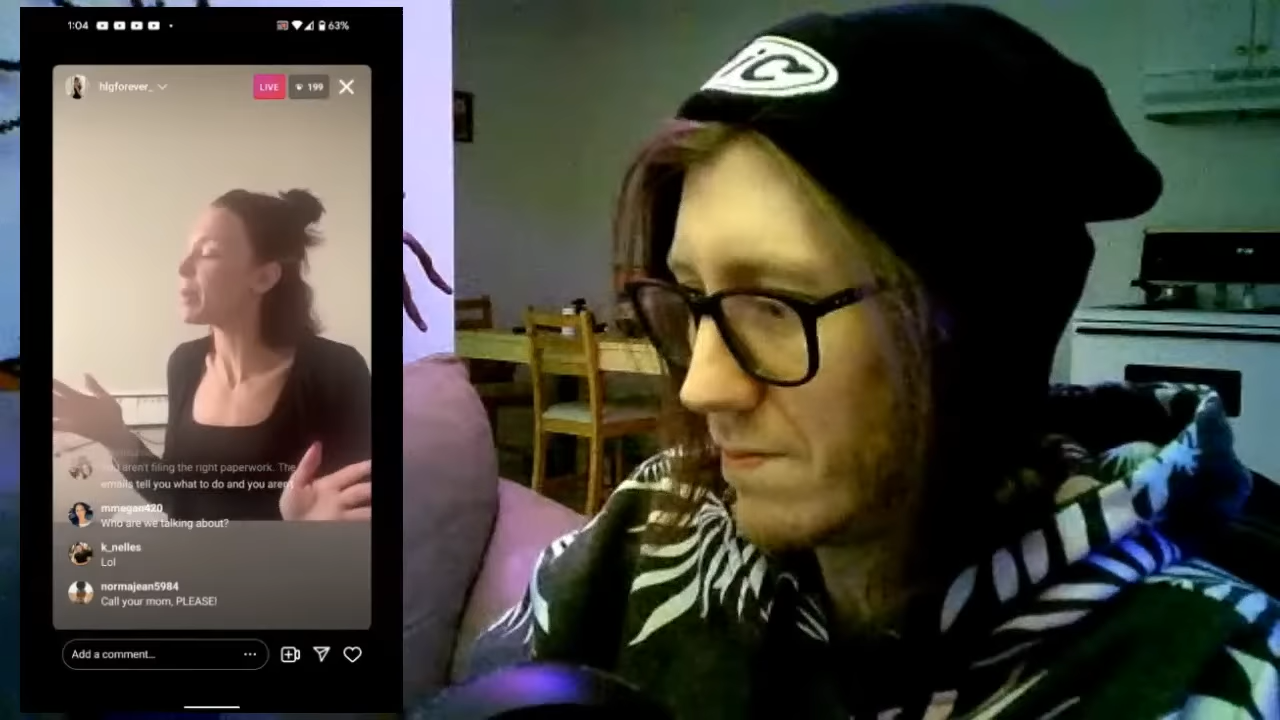 1:04
63%
hlgforever_
LIVE
199
aren't filing the right paperwork. The
emails tell you what to do and you aren't
mmegan420
Who are we talking about?
k_nelles
Lol
normajean5984
Call your mom, PLEASE!
Add a comment...